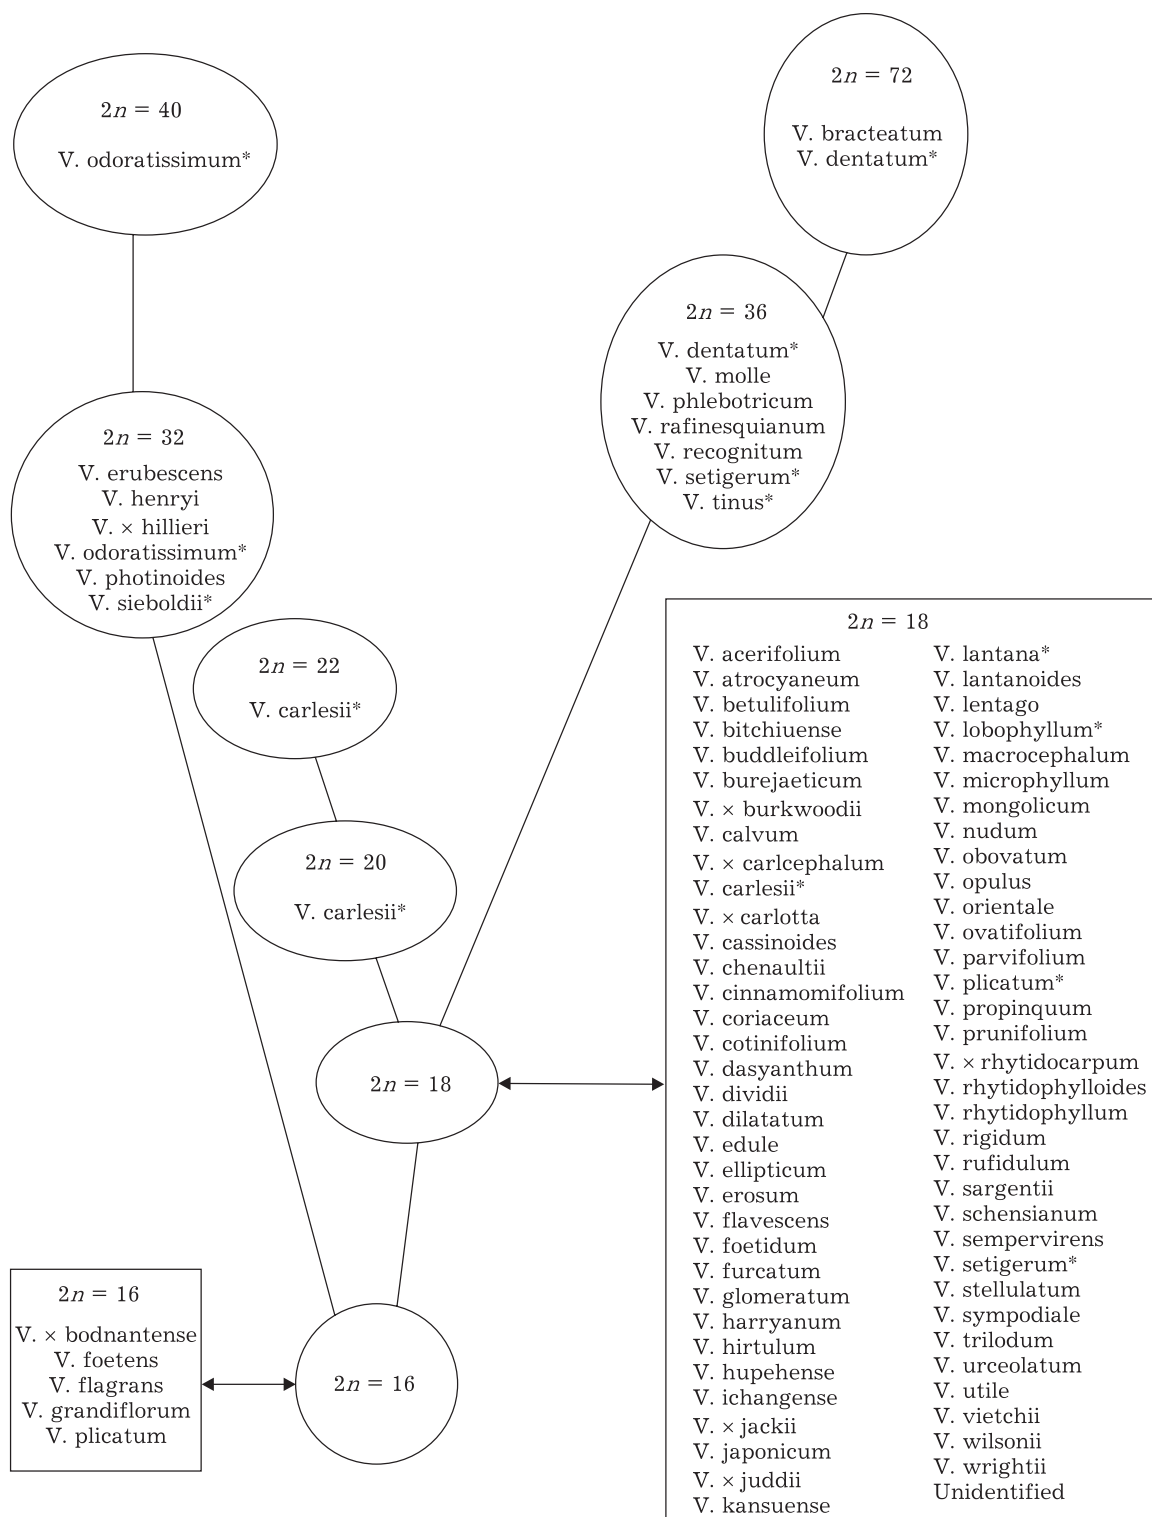 2n = 40
V. odoratissimum*
2n = 72
V. bracteatum
V. dentatum*
2n = 36
V. dentatum*
V. molle
V. phlebotricum
V. rafinesquianum
V. recognitum
V. setigerum*
V. tinus*
2n = 32
V. erubescens
V. henryi
V. × hillieri
V. odoratissimum*
V. photinoides
V. sieboldii*
2n = 22
V. carlesii*
2n = 20
V. carlesii*
2n = 18
2n = 18
V. acerifolium
V. atrocyaneum
V. betulifolium
V. bitchiuense
V. buddleifolium
V. burejaeticum
V. × burkwoodii
V. calvum
V. × carlcephalum
V. carlesii*
V. × carlotta
V. cassinoides
V. chenaultii
V. cinnamomifolium
V. coriaceum
V. cotinifolium
V. dasyanthum
V. dividii
V. dilatatum
V. edule
V. ellipticum
V. erosum
V. flavescens
V. foetidum
V. furcatum
V. glomeratum
V. harryanum
V. hirtulum
V. hupehense
V. ichangense
V. × jackii
V. japonicum
V. × juddii
V. kansuense
V. lantana*
V. lantanoides
V. lentago
V. lobophyllum*
V. macrocephalum
V. microphyllum
V. mongolicum
V. nudum
V. obovatum
V. opulus
V. orientale
V. ovatifolium
V. parvifolium
V. plicatum*
V. propinquum
V. prunifolium
V. × rhytidocarpum
V. rhytidophylloides
V. rhytidophyllum
V. rigidum
V. rufidulum
V. sargentii
V. schensianum
V. sempervirens
V. setigerum*
V. stellulatum
V. sympodiale
V. trilodum
V. urceolatum
V. utile
V. vietchii
V. wilsonii
V. wrightii
Unidentified
2n = 16
V. × bodnantense
V. foetens
V. flagrans
V. grandiflorum
V. plicatum
2n = 16